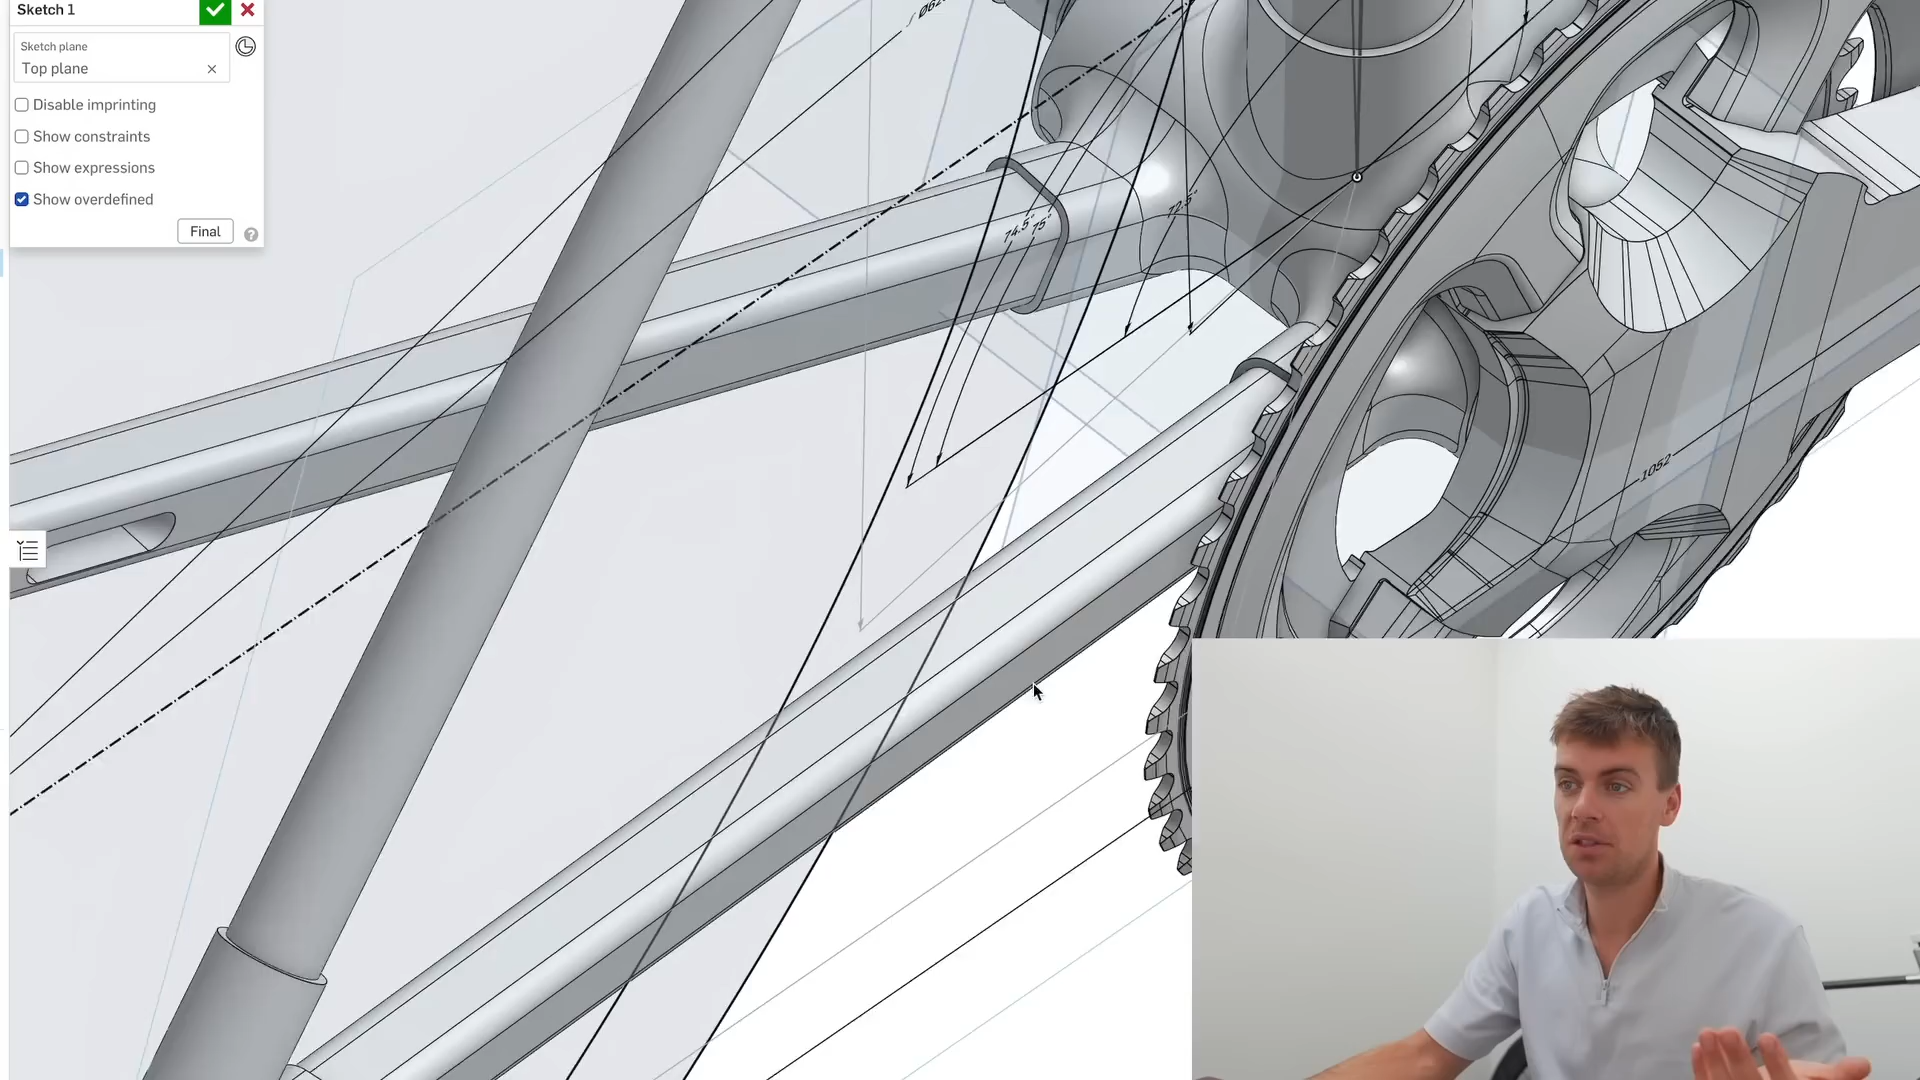 Sketch 1
Sketch plane
Top plane
Disable imprinting
Show constraints
Show expressions
Show overdefined
Final
?
74.5°
75°
72.5°
1052